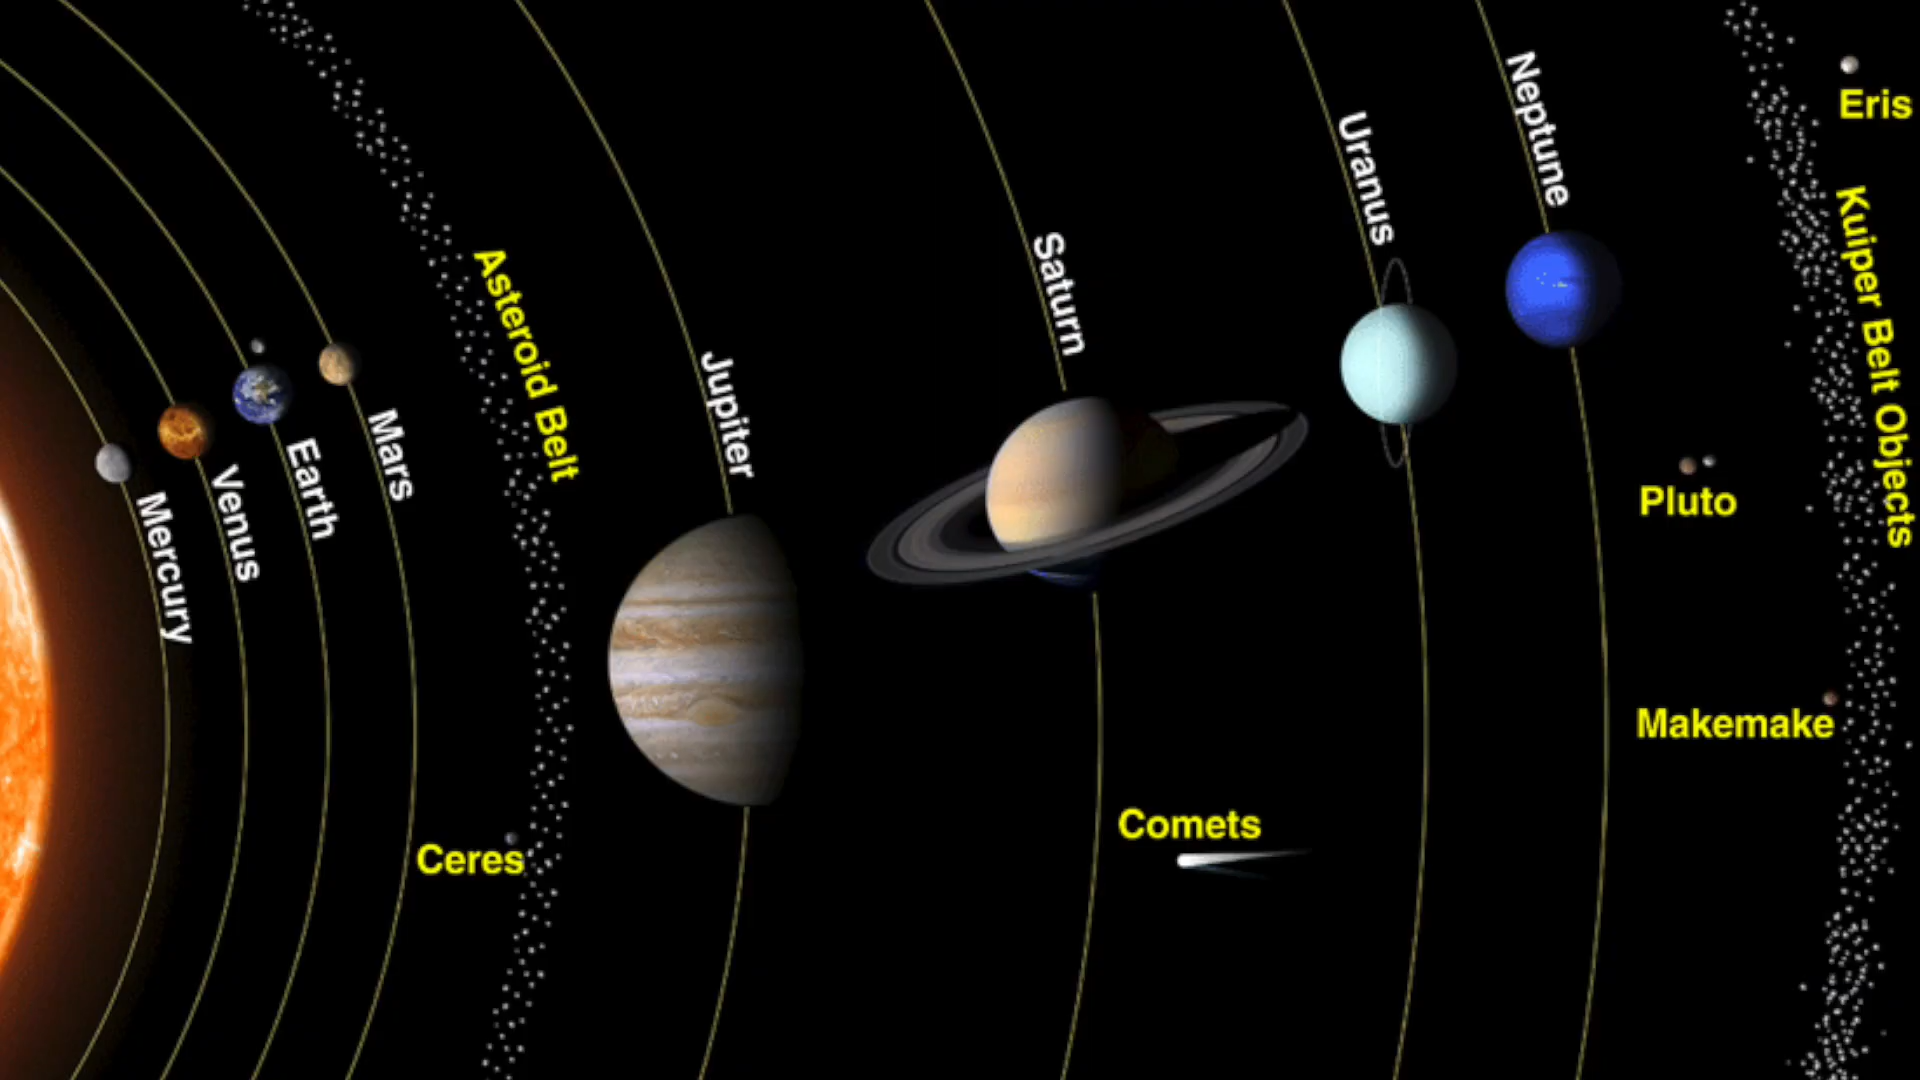 Mercury
Venus
Earth
Mars
Asteroid Belt
Ceres
Jupiter
Saturn
Comets
Uranus
Neptune
Pluto
Makemake
Eris
Kuiper Belt Objects